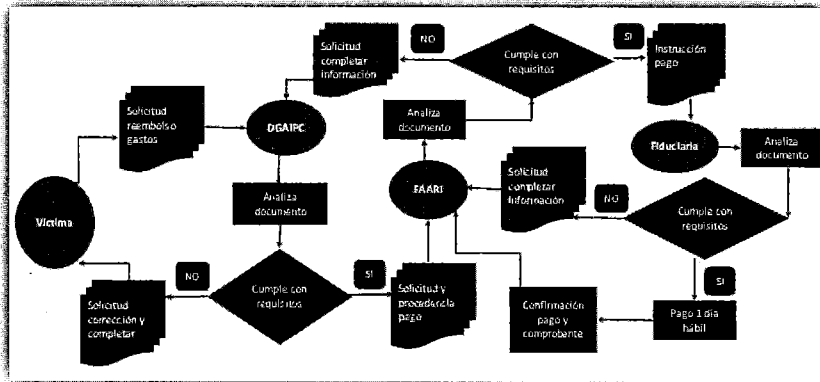 Solicitud
completar
información
NO
Cumple con
requisitos
SI
Instrucción
pago
Solicitud
reembolso
gastos
DGAIPC
Analiza
documento
Fiduciaria
Analiza
documento
Analiza
documento
FAARI
Solicitud
completar
información
NO
Cumple con
requisitos
Víctima
NO
Cumple con
requisitos
SI
Solicitud y
procedencia
pago
SI
Solicitud
corrección y
completar
Confirmación
pago y
comprobante
Pago 1 día
hábil